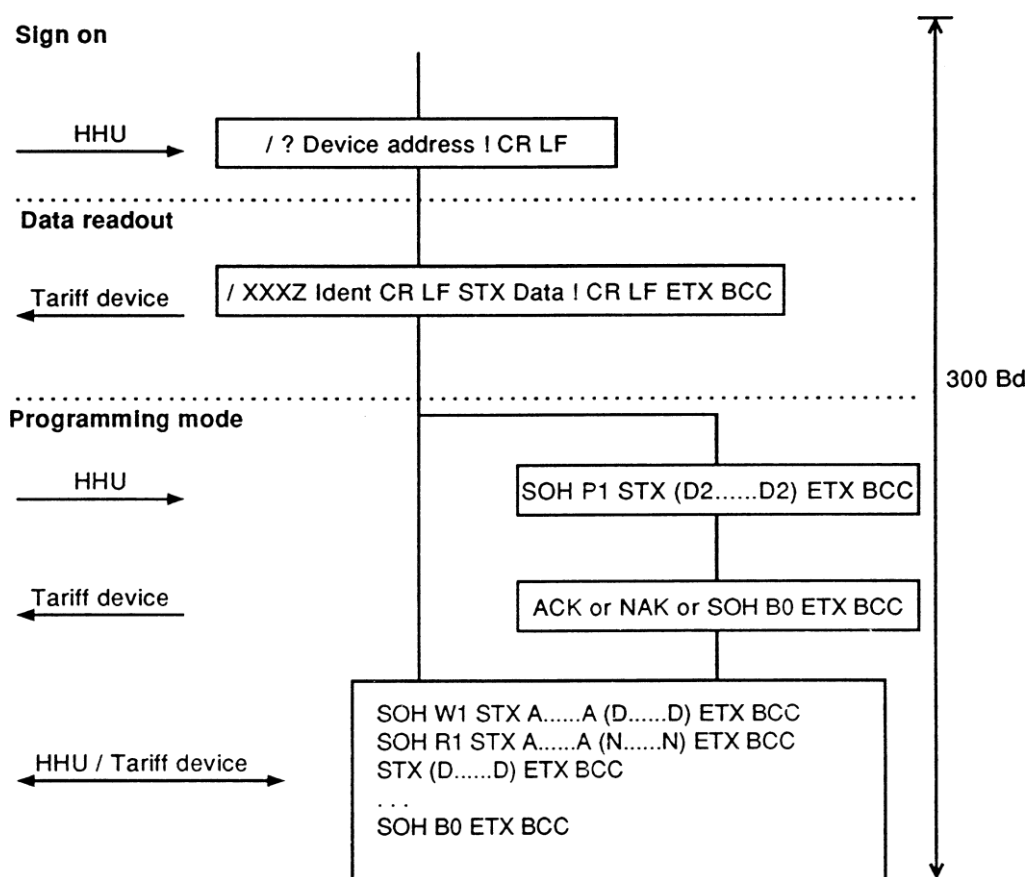 Sign on
HHU
/ ? Device address ! CR LF
Data readout
Tariff device
/ XXXZ Ident CR LF STX Data ! CR LF ETX BCC
300 Bd
Programming mode
HHU
SOH P1 STX (D2......D2) ETX BCC
Tariff device
ACK or NAK or SOH B0 ETX BCC
SOH W1 STX A......A (D......D) ETX BCC
SOH R1 STX A......A (N......N) ETX BCC
HHU / Tariff device
STX (D......D) ETX BCC
. . .
SOH B0 ETX BCC